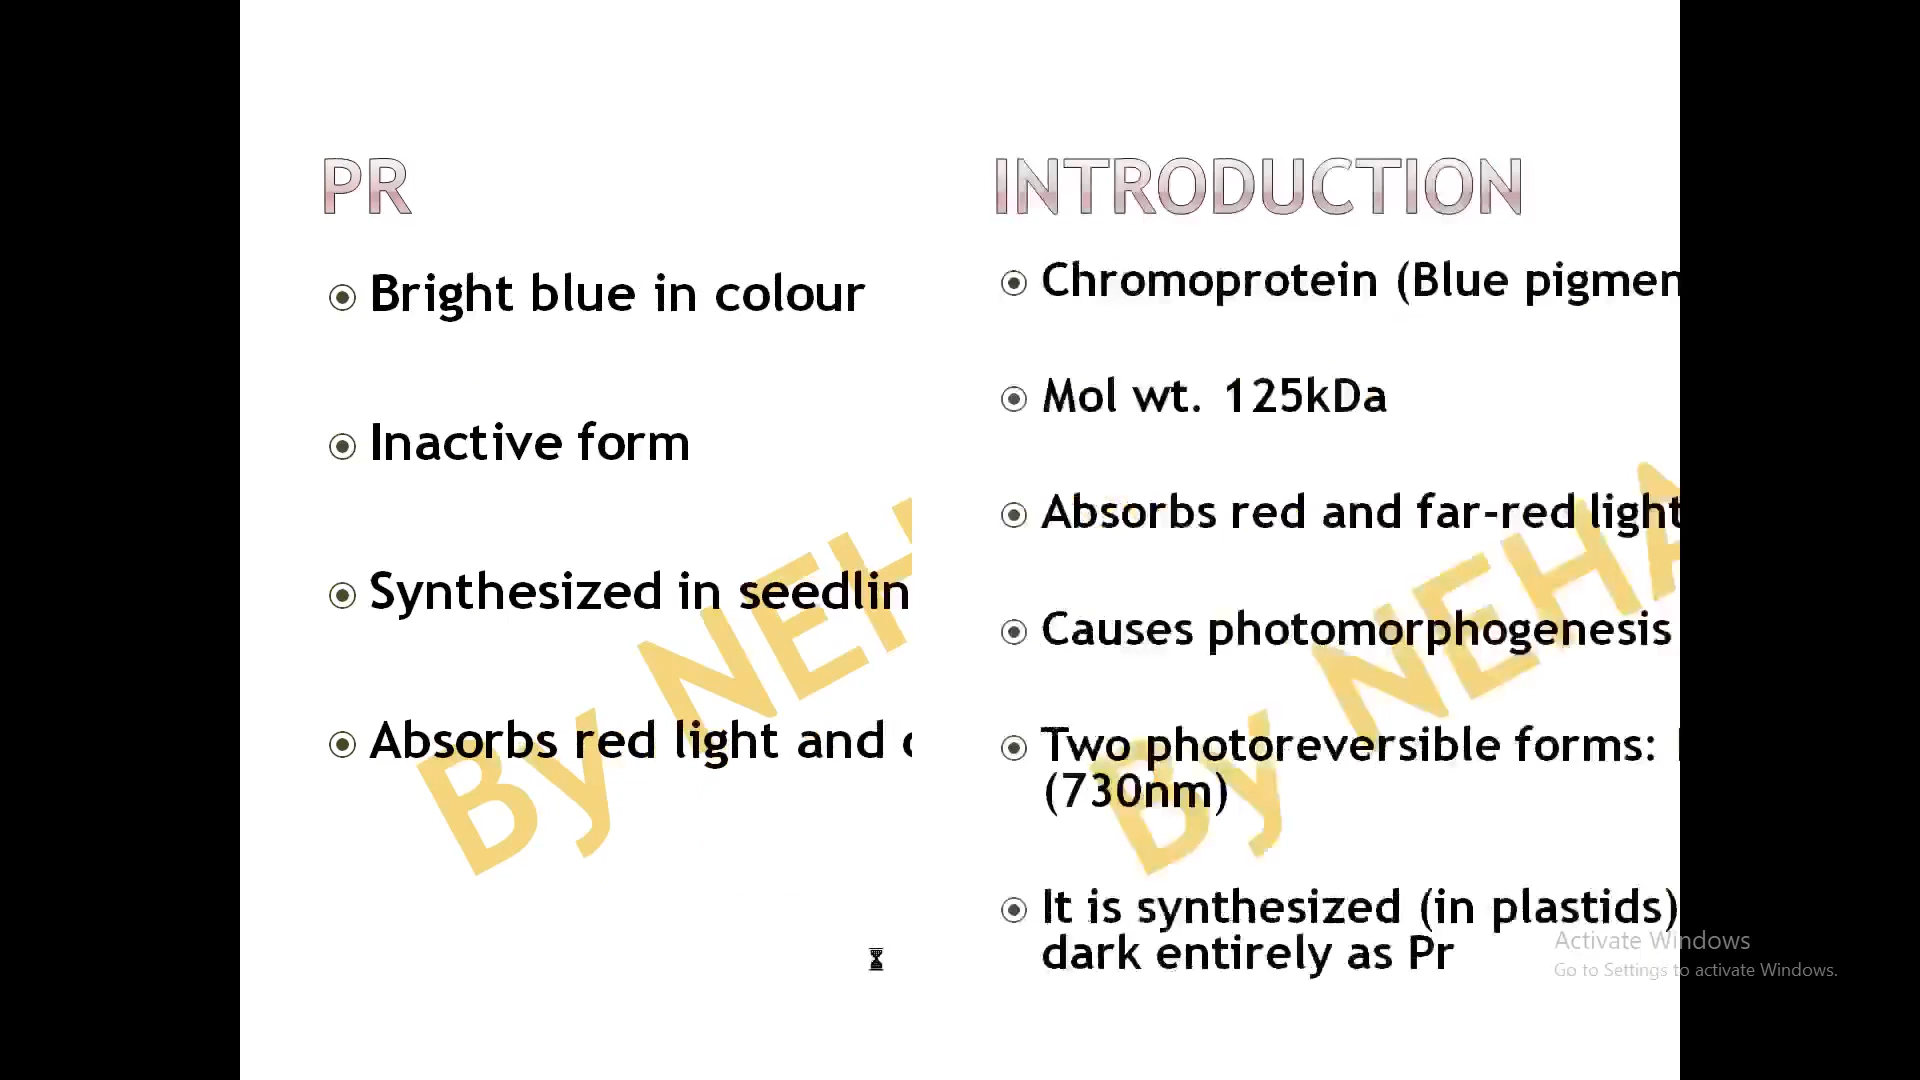 PR
Bright blue in colour
Inactive form
Synthesized in seedlin
Absorbs red light and
By NEH
INTRODUCTION
Chromoprotein (Blue pigmen
Mol wt. 125kDa
Absorbs red and far-red light
Causes photomorphogenesis
Two photoreversible forms:
(730nm)
It is synthesized (in plastids)
dark entirely as Pr
By NEHA
Activate Windows
Go to Settings to activate Windows.